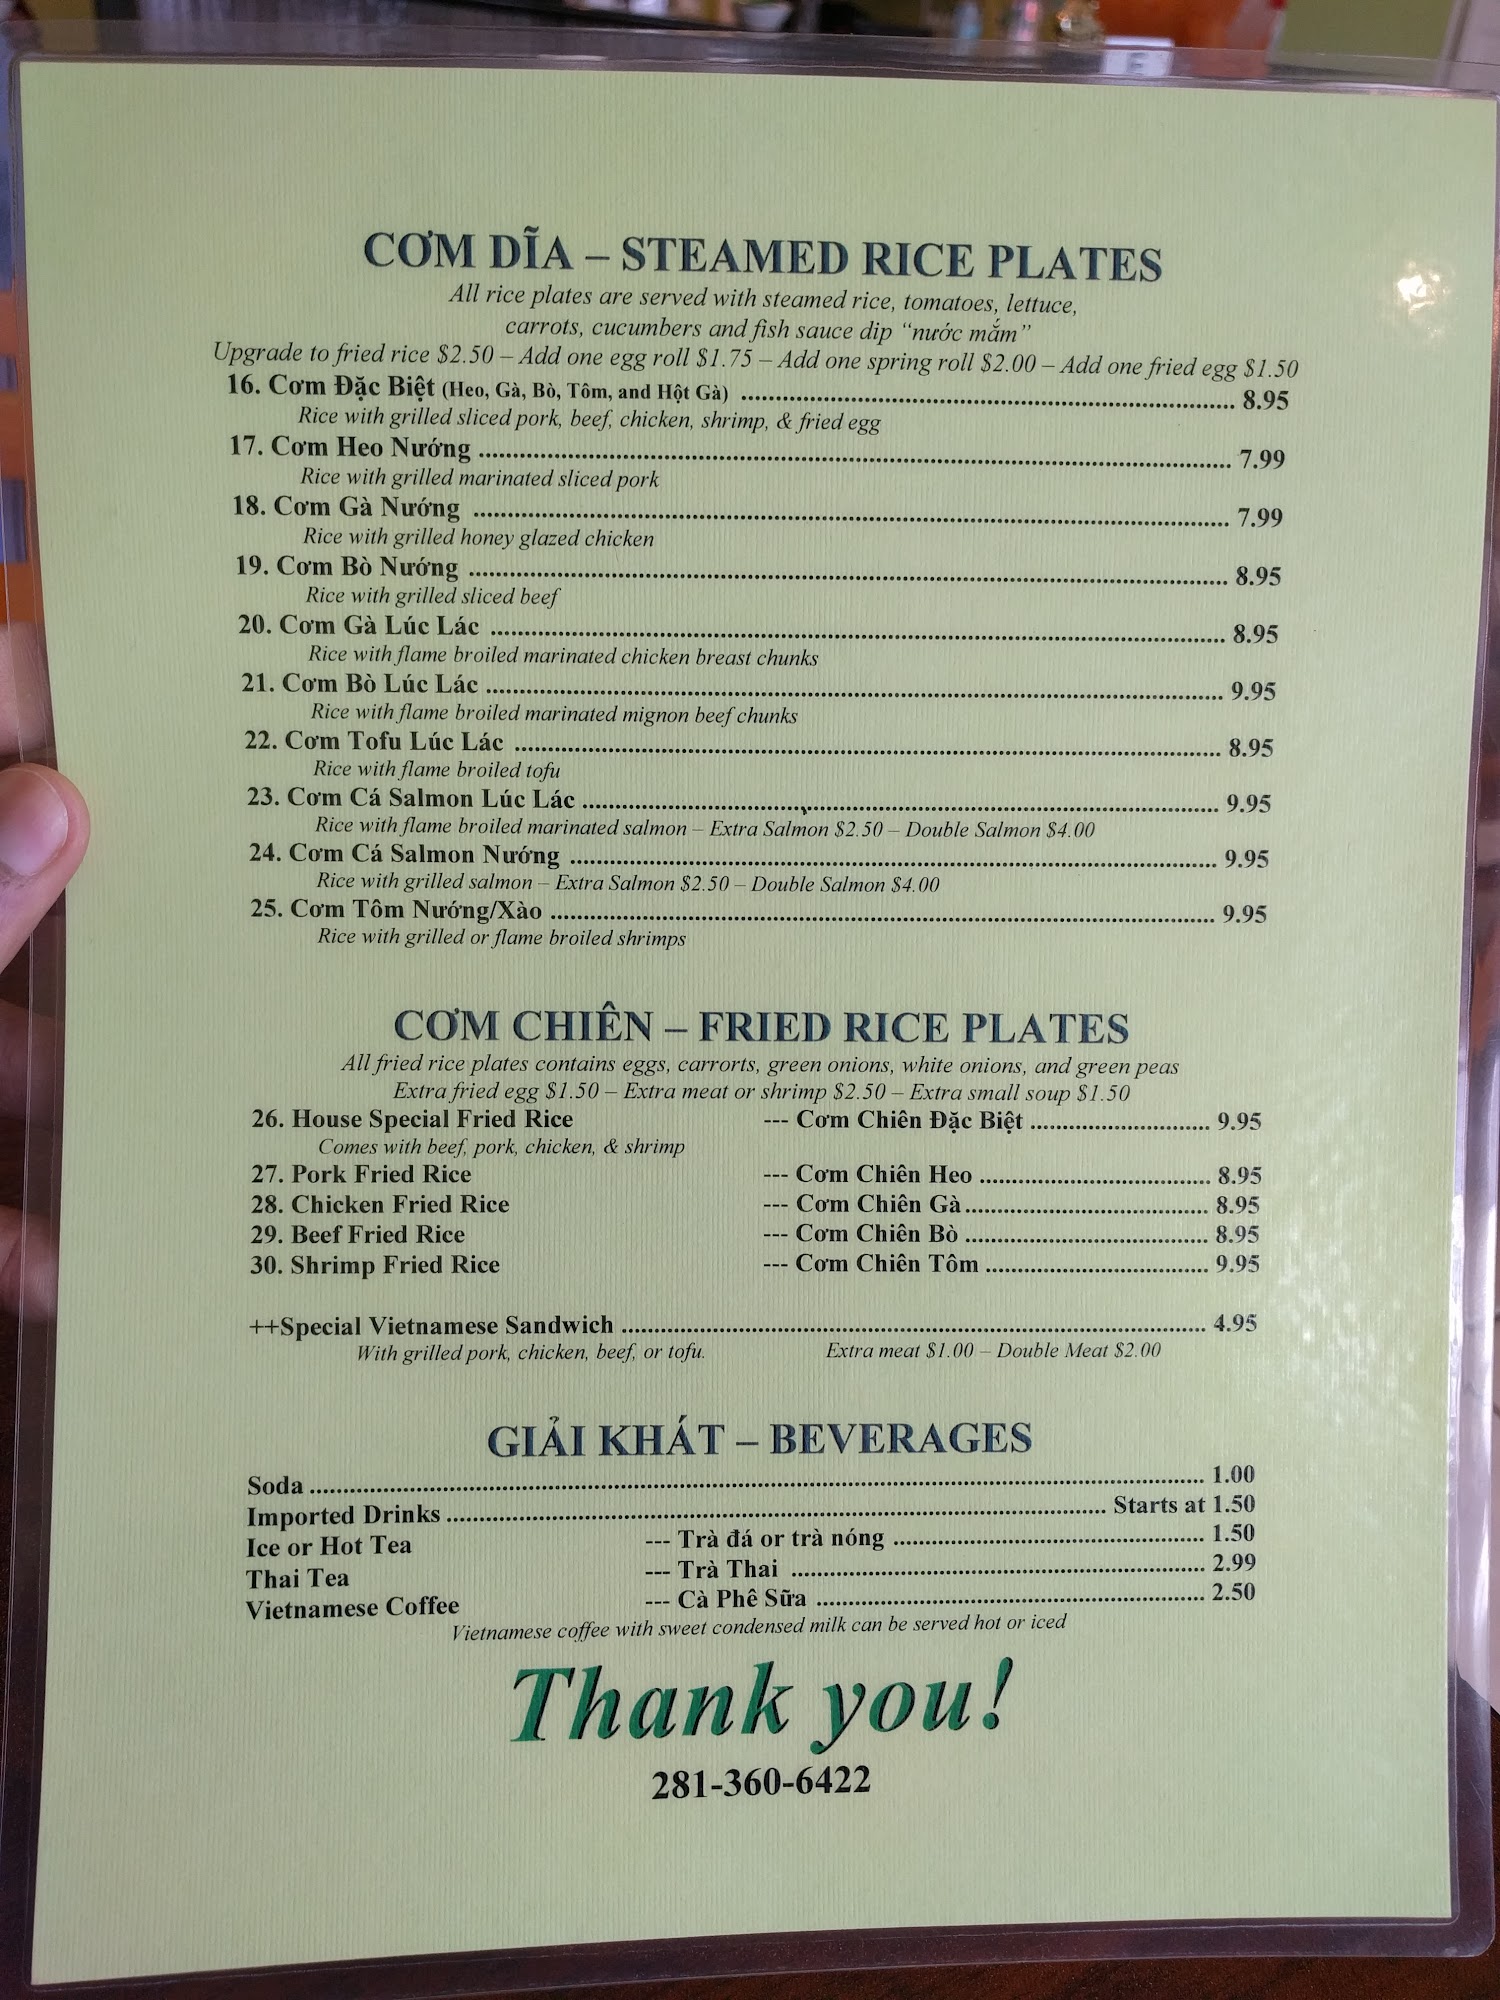 CƠM DĨA – STEAMED RICE PLATES
All rice plates are served with steamed rice, tomatoes, lettuce,
carrots, cucumbers and fish sauce dip “nước mắm”
Upgrade to fried rice $2.50 – Add one egg roll $1.75 – Add one spring roll $2.00 – Add one fried egg $1.50
16. Cơm Đặc Biệt (Heo, Gà, Bò, Tôm, and Hột Gà) ........ 8.95
Rice with grilled sliced pork, beef, chicken, shrimp, & fried egg
17. Cơm Heo Nướng ........ 7.99
Rice with grilled marinated sliced pork
18. Cơm Gà Nướng ........ 7.99
Rice with grilled honey glazed chicken
19. Cơm Bò Nướng ........ 8.95
Rice with grilled sliced beef
20. Cơm Gà Lúc Lác ........ 8.95
Rice with flame broiled marinated chicken breast chunks
21. Cơm Bò Lúc Lác ........ 9.95
Rice with flame broiled marinated mignon beef chunks
22. Cơm Tofu Lúc Lác ........ 8.95
Rice with flame broiled tofu
23. Cơm Cá Salmon Lúc Lác ........ 9.95
Rice with flame broiled marinated salmon – Extra Salmon $2.50 – Double Salmon $4.00
24. Cơm Cá Salmon Nướng ........ 9.95
Rice with grilled salmon – Extra Salmon $2.50 – Double Salmon $4.00
25. Cơm Tôm Nướng/Xào ........ 9.95
Rice with grilled or flame broiled shrimps
CƠM CHIÊN – FRIED RICE PLATES
All fried rice plates contains eggs, carrorts, green onions, white onions, and green peas
Extra fried egg $1.50 – Extra meat or shrimp $2.50 – Extra small soup $1.50
26. House Special Fried Rice --- Cơm Chiên Đặc Biệt ........ 9.95
Comes with beef, pork, chicken, & shrimp
27. Pork Fried Rice --- Cơm Chiên Heo ........ 8.95
28. Chicken Fried Rice --- Cơm Chiên Gà ........ 8.95
29. Beef Fried Rice --- Cơm Chiên Bò ........ 8.95
30. Shrimp Fried Rice --- Cơm Chiên Tôm ........ 9.95
++Special Vietnamese Sandwich ........ 4.95
With grilled pork, chicken, beef, or tofu. Extra meat $1.00 – Double Meat $2.00
GIẢI KHÁT – BEVERAGES
Soda ........ 1.00
Imported Drinks ........ Starts at 1.50
Ice or Hot Tea --- Trà đá or trà nóng ........ 1.50
Thai Tea --- Trà Thai ........ 2.99
Vietnamese Coffee --- Cà Phê Sữa ........ 2.50
Vietnamese coffee with sweet condensed milk can be served hot or iced
Thank you!
281-360-6422